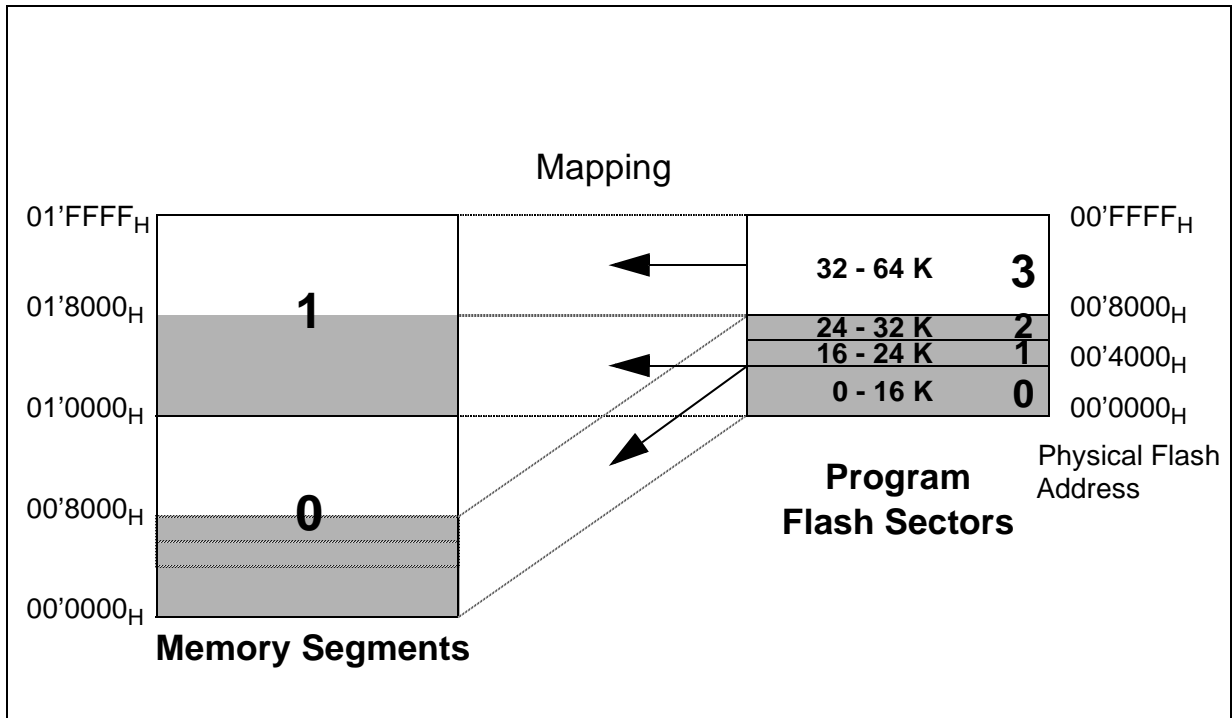 Mapping
01'FFFFH
01'8000H
01'0000H
00'8000H
00'0000H
1
0
Memory Segments
32 - 64 K 3
24 - 32 K 2
16 - 24 K 1
0 - 16 K 0
Program
Flash Sectors
00'FFFFH
00'8000H
00'4000H
00'0000H
Physical Flash
Address